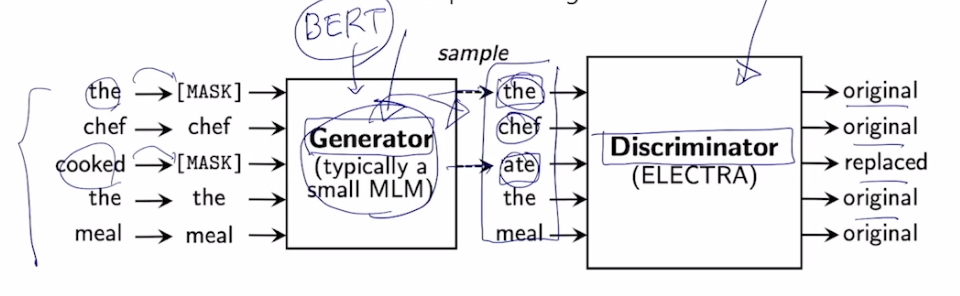 BERT
sample
the [MASK] the original
chef chef chef original
Generator
cooked [MASK] ate Discriminator replaced
(typically a (ELECTRA)
small MLM)
the the the original
meal meal meal original